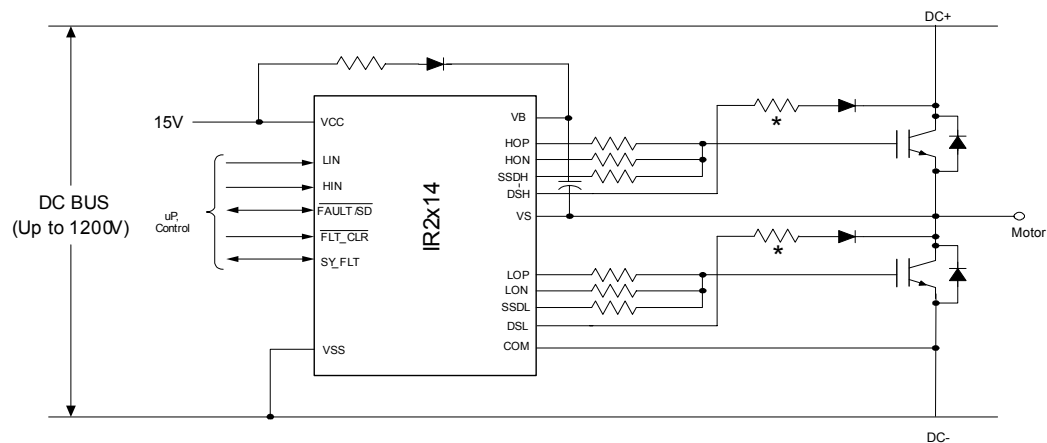 DC+
15V
VCC
LIN
HIN
FAULT/SD
FLT_CLR
SY_FLT
VSS
uP,
Control
DC BUS
(Up to 1200V)
IR2x14
VB
HOP
HON
SSDH
DSH
VS
LOP
LON
SSDL
DSL
COM
*
*
Motor
DC-